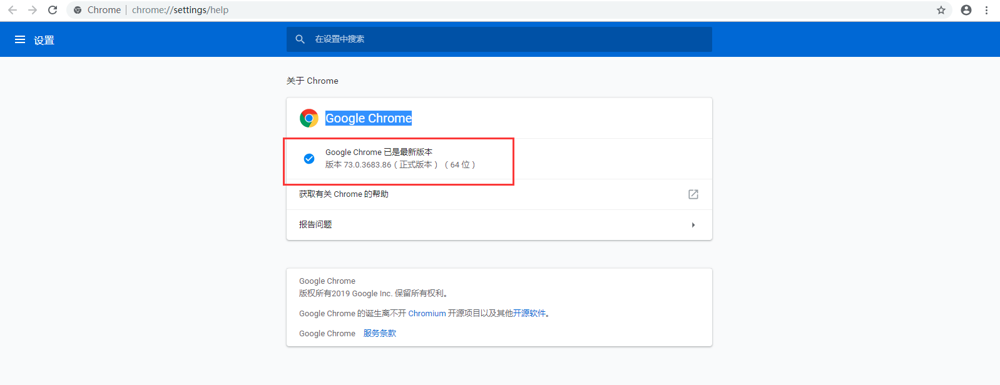 Chrome | chrome://settings/help
设置
在设置中搜索
关于 Chrome
Google Chrome
Google Chrome 已是最新版本
版本 73.0.3683.86（正式版本）（64 位）
获取有关 Chrome 的帮助
报告问题
Google Chrome
版权所有2019 Google Inc. 保留所有权利。
Google Chrome 的诞生离不开 Chromium 开源项目以及其他开源软件。
Google Chrome 服务条款